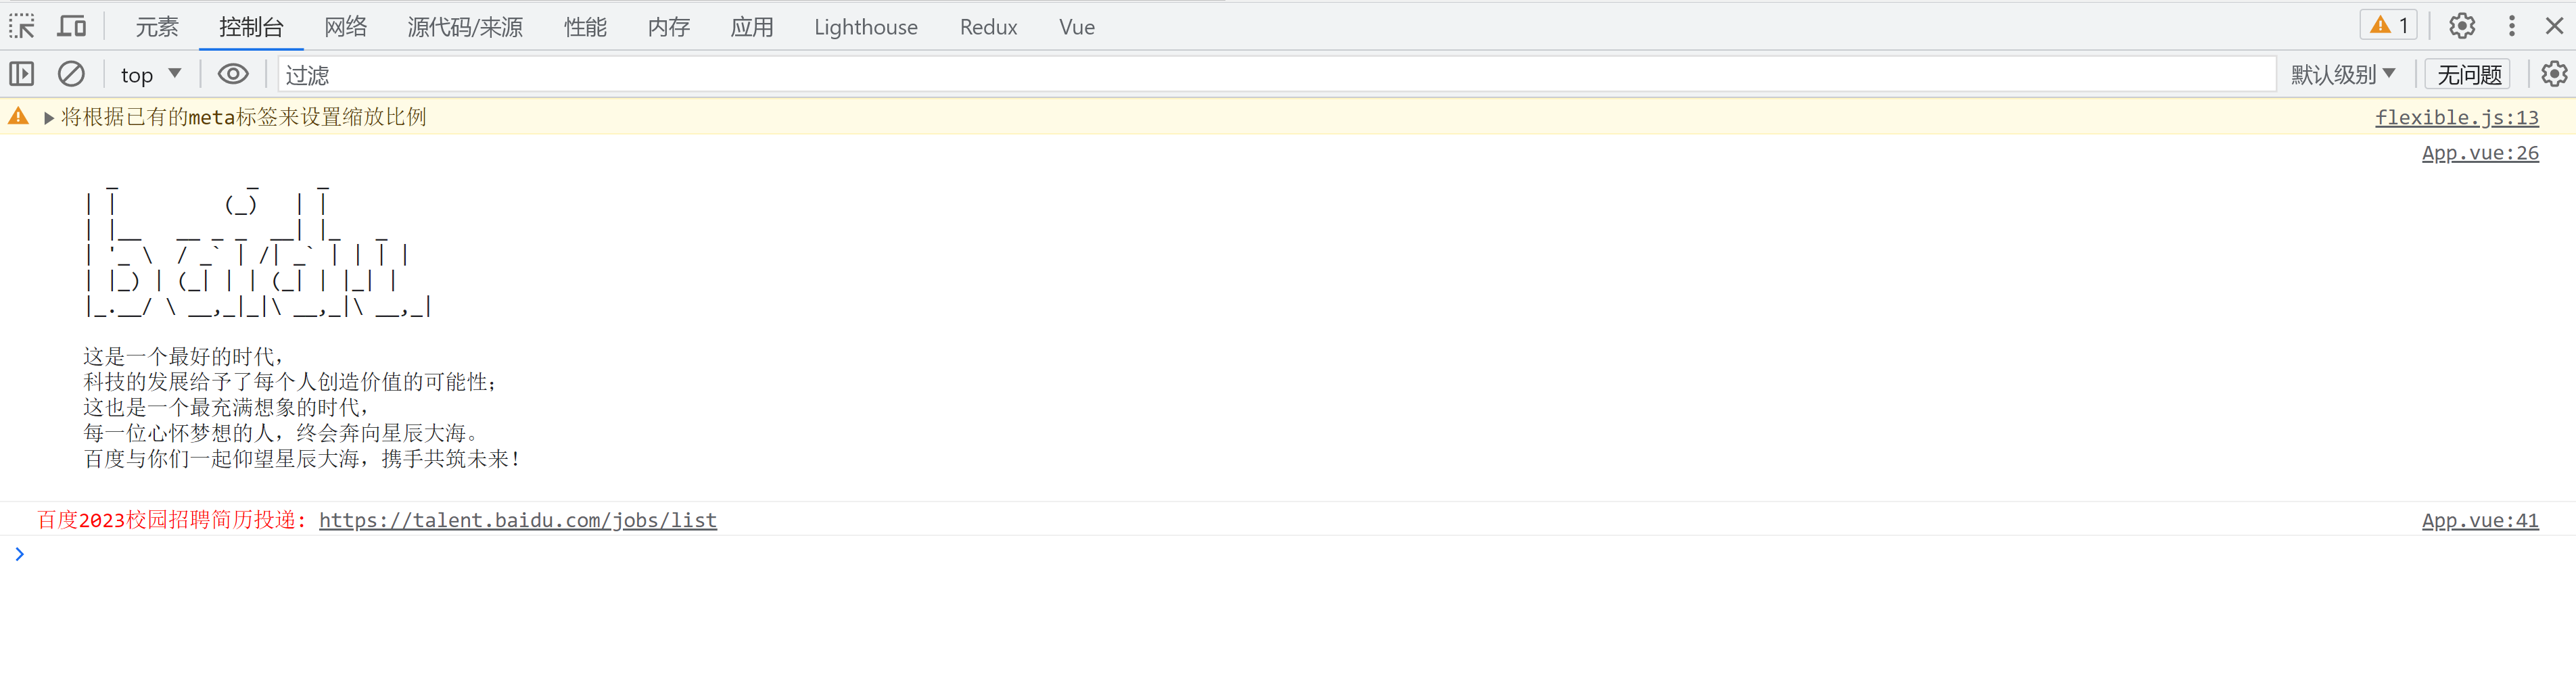 元素 控制台 网络 源代码/来源 性能 内存 应用 Lighthouse Redux Vue 1
top 过滤 默认级别 无问题
将根据已有的meta标签来设置缩放比例 flexible.js:13
App.vue:26
  _           _     _
| |         (_)   | |
| |__   __ _ _  __| |_   _
| '_ \  / _` | /| _` | | | |
| |_) | (_| | | (_| | |_| |
|_.__/ \ __,_|_|\ __,_|\ __,_|
这是一个最好的时代，
科技的发展给予了每个人创造价值的可能性；
这也是一个最充满想象的时代，
每一位心怀梦想的人，终会奔向星辰大海。
百度与你们一起仰望星辰大海，携手共筑未来！
百度2023校园招聘简历投递: https://talent.baidu.com/jobs/list App.vue:41